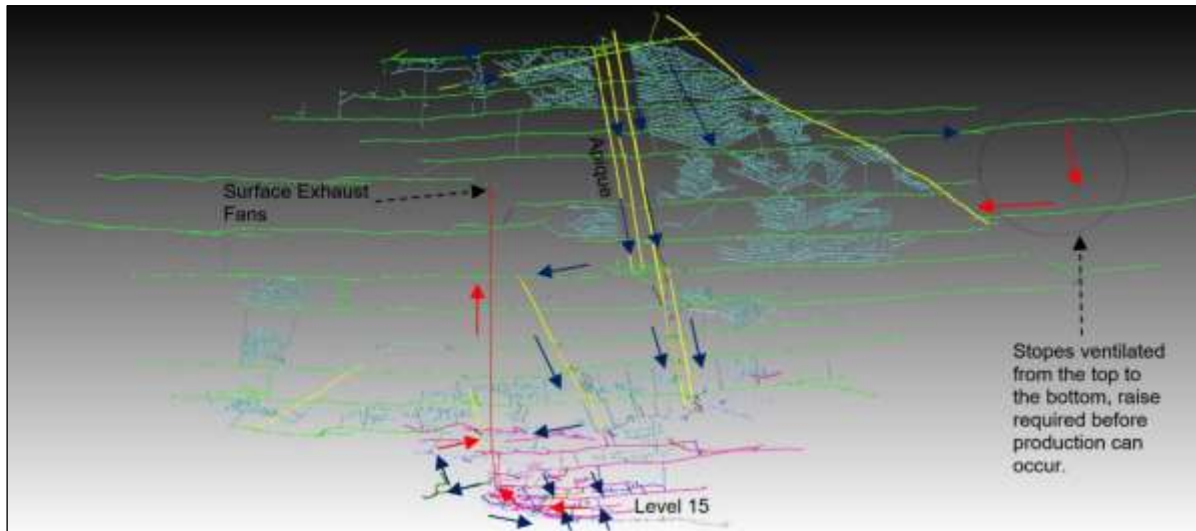 Apique
Surface Exhaust
Fans
Stopes ventilated
from the top to
the bottom, raise
required before
production can
occur.
Level 15